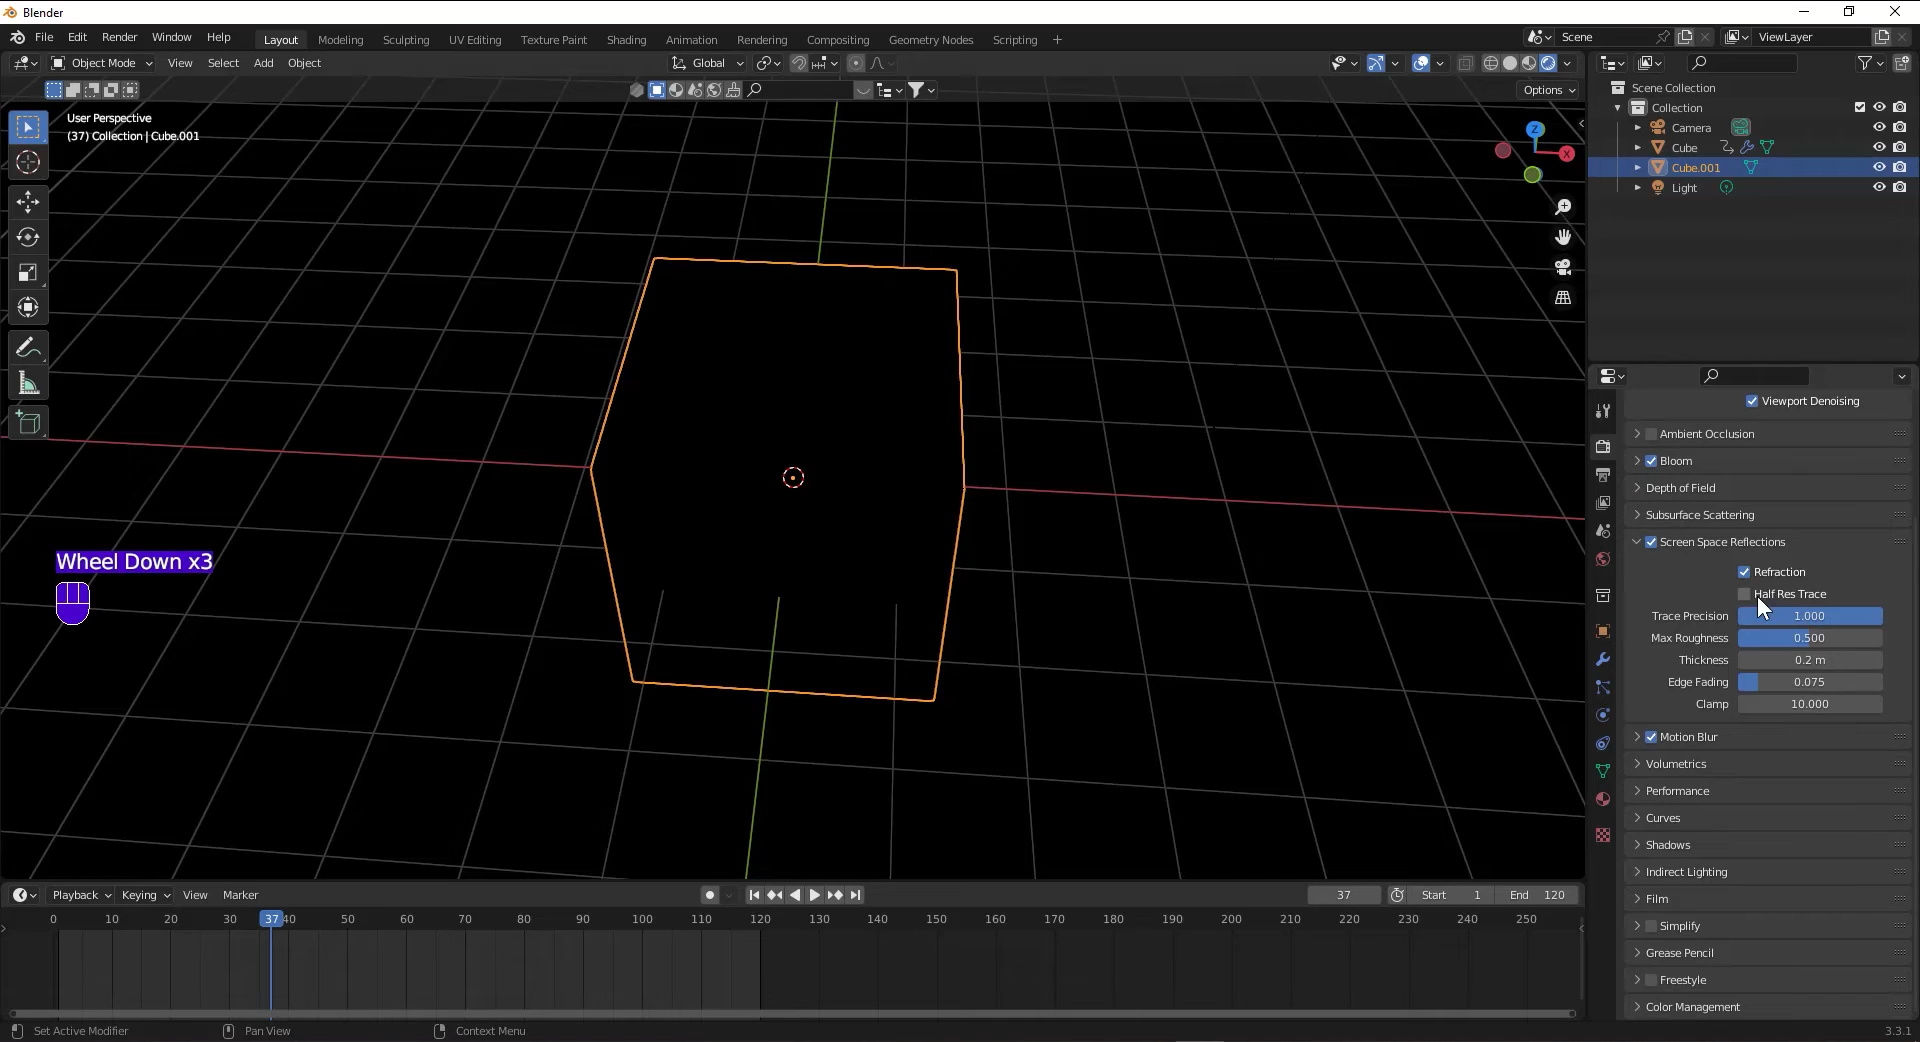 Blender
File Edit Render Window Help Layout Modeling Sculpting UV Editing Texture Paint Shading Animation Rendering Compositing Geometry Nodes Scripting + Scene ViewLayer
Object Mode View Select Add Object Global
Options
User Perspective
(37) Collection | Cube.001
Z
X
Wheel Down x3
Scene Collection
Collection
Camera
Cube
Cube.001
Light
Viewport Denoising
Ambient Occlusion
Bloom
Depth of Field
Subsurface Scattering
Screen Space Reflections
Refraction
Half Res Trace
Trace Precision 1.000
Max Roughness 0.500
Thickness 0.2 m
Edge Fading 0.075
Clamp 10.000
Motion Blur
Volumetrics
Performance
Curves
Shadows
Indirect Lighting
Film
Simplify
Grease Pencil
Freestyle
Color Management
Playback Keying View Marker 37 Start 1 End 120
0 10 20 30 37 40 50 60 70 80 90 100 110 120 130 140 150 160 170 180 190 200 210 220 230 240 250
Set Active Modifier Pan View Context Menu 3.3.1